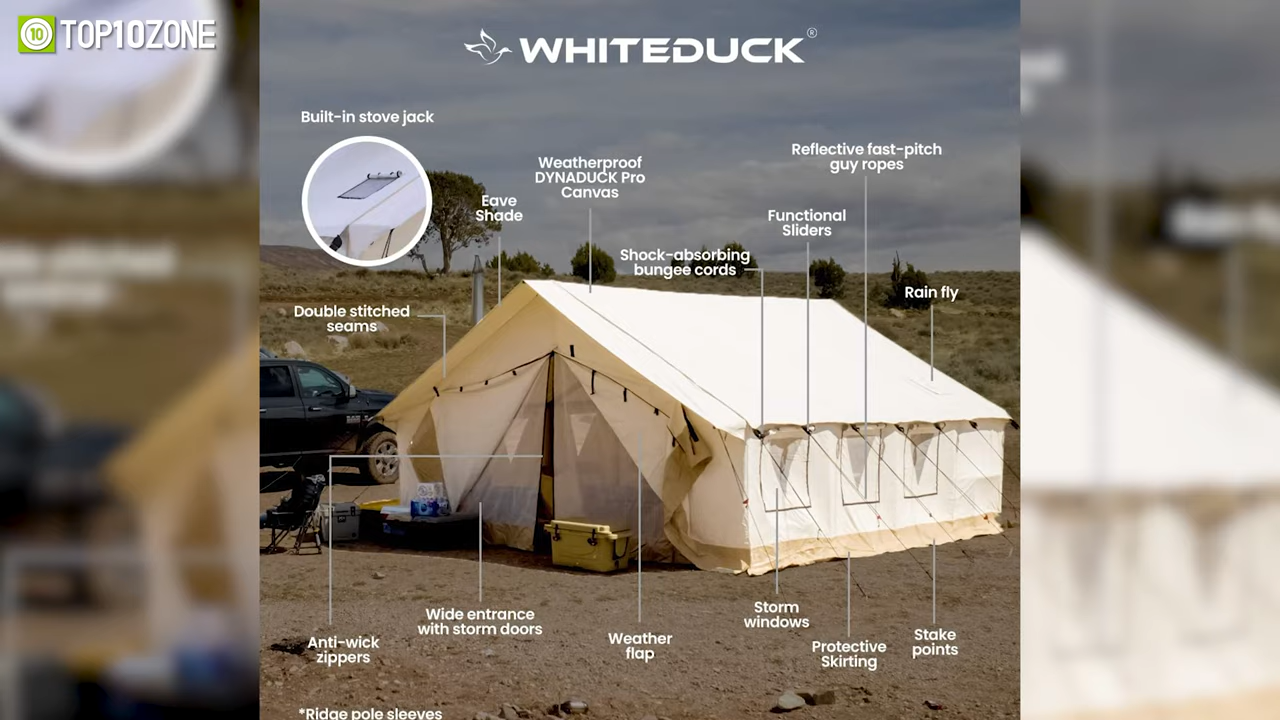 TOP10ZONE
10
WHITEDUCK®
Built-in stove jack
Weatherproof
DYNADUCK Pro
Canvas
Reflective fast-pitch
guy ropes
Eave
Shade
Functional
Sliders
Shock-absorbing
bungee cords
Rain fly
Double stitched
seams
Wide entrance
with storm doors
Storm
windows
Anti-wick
zippers
Weather
flap
Protective
Skirting
Stake
points
*Ridge pole sleeves